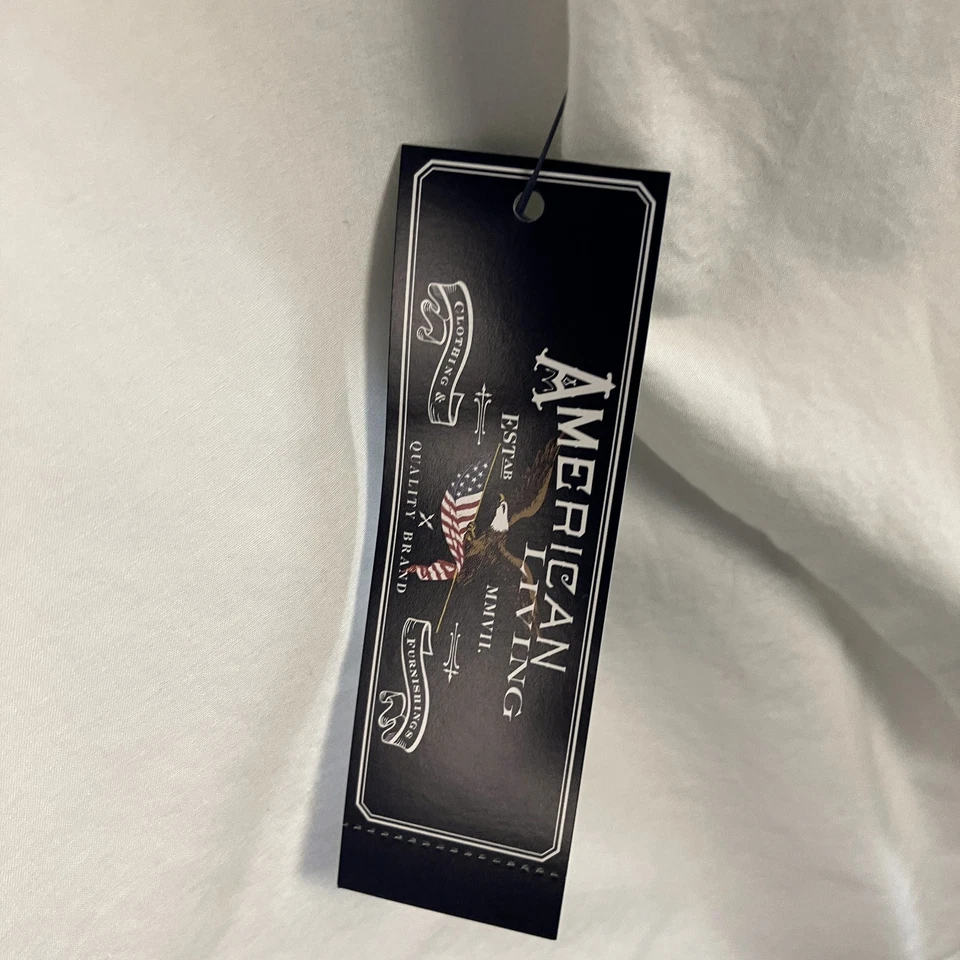 AMERICAN
LIVING
ESTAB MMVII.
CLOTHING & FURNISHINGS
QUALITY BRAND